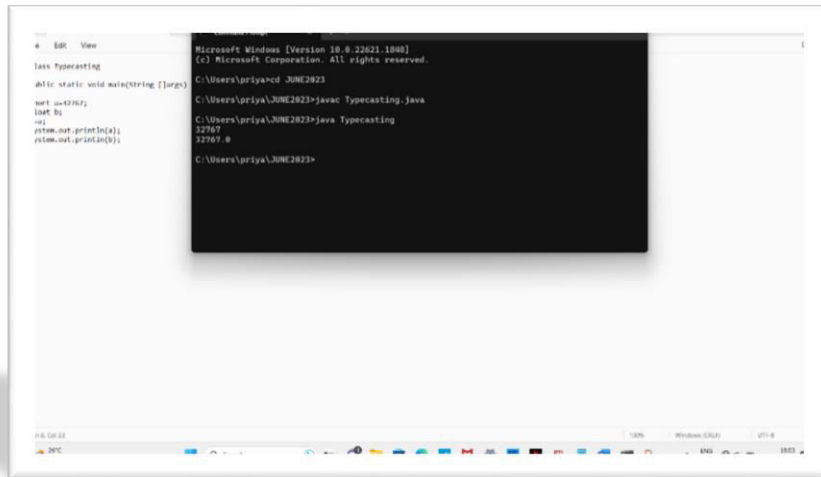 Edit View
lass Typecasting
ublic static void main(String []args)
hort a=32767;
loat b;
=a;
ystem.out.println(a);
ystem.out.println(b);
Microsoft Windows [Version 10.0.22621.1848]
(c) Microsoft Corporation. All rights reserved.
C:\Users\priya>cd JUNE2023
C:\Users\priya\JUNE2023>javac Typecasting.java
C:\Users\priya\JUNE2023>java Typecasting
32767
32767.0
C:\Users\priya\JUNE2023>
100% Windows (CRLF) UTF-8
26°C
ENG